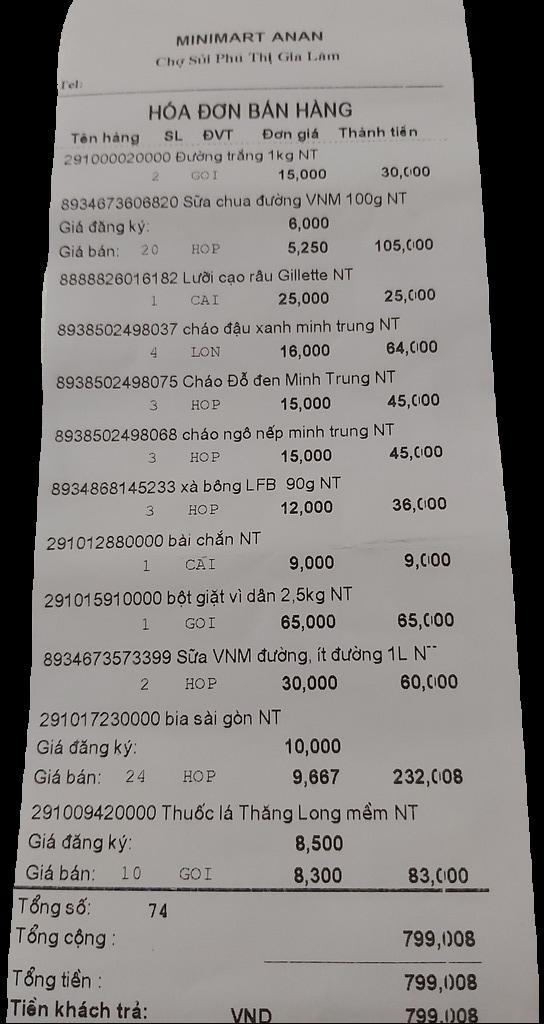 MINIMART ANAN
Chợ Sủi Phú Thị Gia Lâm
Tel:
HÓA ĐƠN BÁN HÀNG
Tên hàng SL ĐVT Đơn giá Thành tiền
291000020000 Đường trắng 1kg NT
2 GOI 15,000 30,000
8934673606820 Sữa chua đường VNM 100g NT
Giá đăng ký: 6,000
Giá bán: 20 HOP 5,250 105,000
8888826016182 Lưỡi cạo râu Gillette NT
1 CAI 25,000 25,000
8938502498037 cháo đậu xanh minh trung NT
4 LON 16,000 64,000
8938502498075 Cháo Đỗ đen Minh Trung NT
3 HOP 15,000 45,000
8938502498068 cháo ngô nếp minh trung NT
3 HOP 15,000 45,000
8934868145233 xà bông LFB 90g NT
3 HOP 12,000 36,000
291012880000 bài chắn NT
1 CÁI 9,000 9,000
291015910000 bột giặt vì dân 2,5kg NT
1 GOI 65,000 65,000
8934673573399 Sữa VNM đường, ít đường 1L
2 HOP 30,000 60,000
291017230000 bia sài gòn NT
Giá đăng ký: 10,000
Giá bán: 24 HOP 9,667 232,008
291009420000 Thuốc lá Thăng Long mềm NT
Giá đăng ký: 8,500
Giá bán: 10 GOI 8,300 83,000
Tổng số: 74
Tổng cộng : 799,008
Tổng tiền : 799,008
Tiền khách trả: VND 799,008